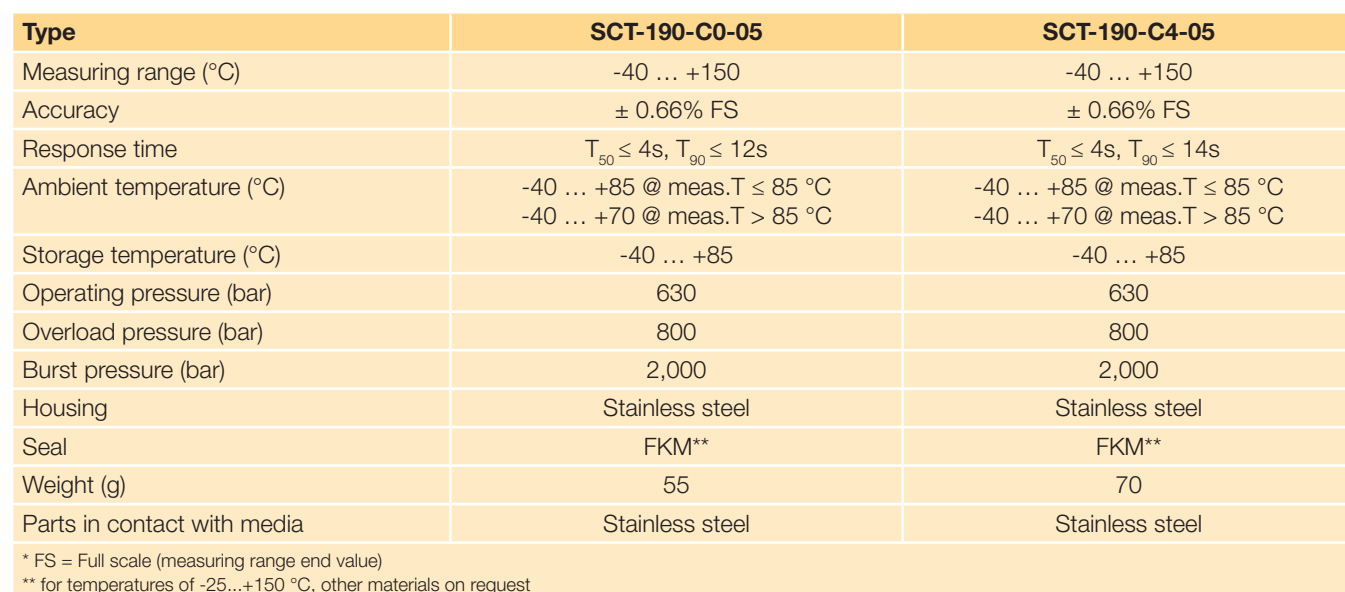 Type SCT-190-C0-05 SCT-190-C4-05
Measuring range (°C) -40 … +150 -40 … +150
Accuracy ± 0.66% FS ± 0.66% FS
Response time T50 ≤ 4s, T90 ≤ 12s T50 ≤ 4s, T90 ≤ 14s
Ambient temperature (°C) -40 … +85 @ meas.T ≤ 85 °C -40 … +85 @ meas.T ≤ 85 °C
-40 … +70 @ meas.T > 85 °C -40 … +70 @ meas.T > 85 °C
Storage temperature (°C) -40 … +85 -40 … +85
Operating pressure (bar) 630 630
Overload pressure (bar) 800 800
Burst pressure (bar) 2,000 2,000
Housing Stainless steel Stainless steel
Seal FKM** FKM**
Weight (g) 55 70
Parts in contact with media Stainless steel Stainless steel
* FS = Full scale (measuring range end value)
** for temperatures of -25...+150 °C, other materials on request